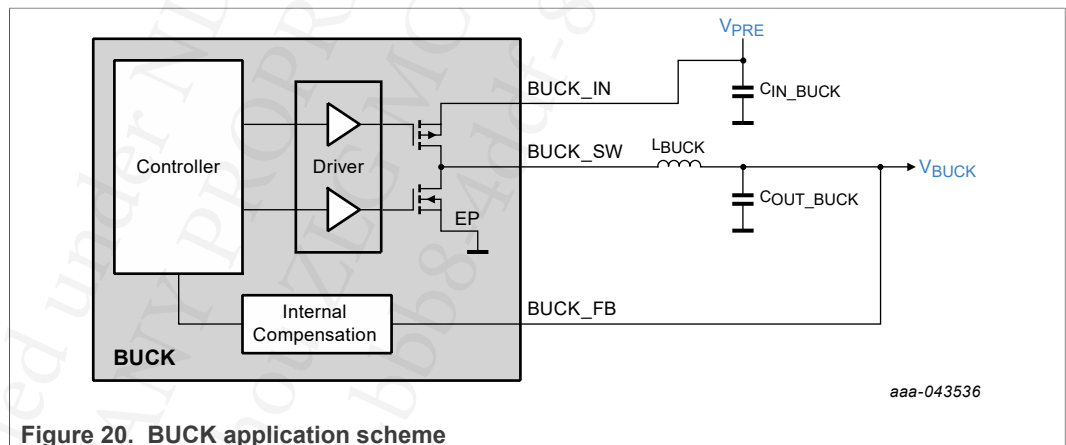 VPRE
BUCK_IN
CIN_BUCK
Controller
Driver
BUCK_SW
LBUCK
VBUCK
COUT_BUCK
EP
Internal
Compensation
BUCK_FB
BUCK
aaa-043536
Figure 20. BUCK application scheme